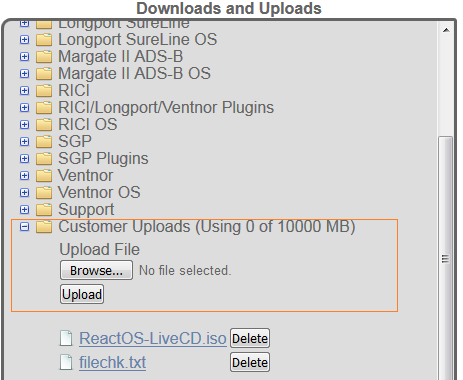 Downloads and Uploads
Longport SureLine
Longport SureLine OS
Margate II ADS-B
Margate II ADS-B OS
RICI
RICI/Longport/Ventnor Plugins
RICI OS
SGP
SGP Plugins
Ventnor
Ventnor OS
Support
Customer Uploads (Using 0 of 10000 MB)
Upload File
Browse... No file selected.
Upload
ReactOS-LiveCD.iso Delete
filechk.txt Delete